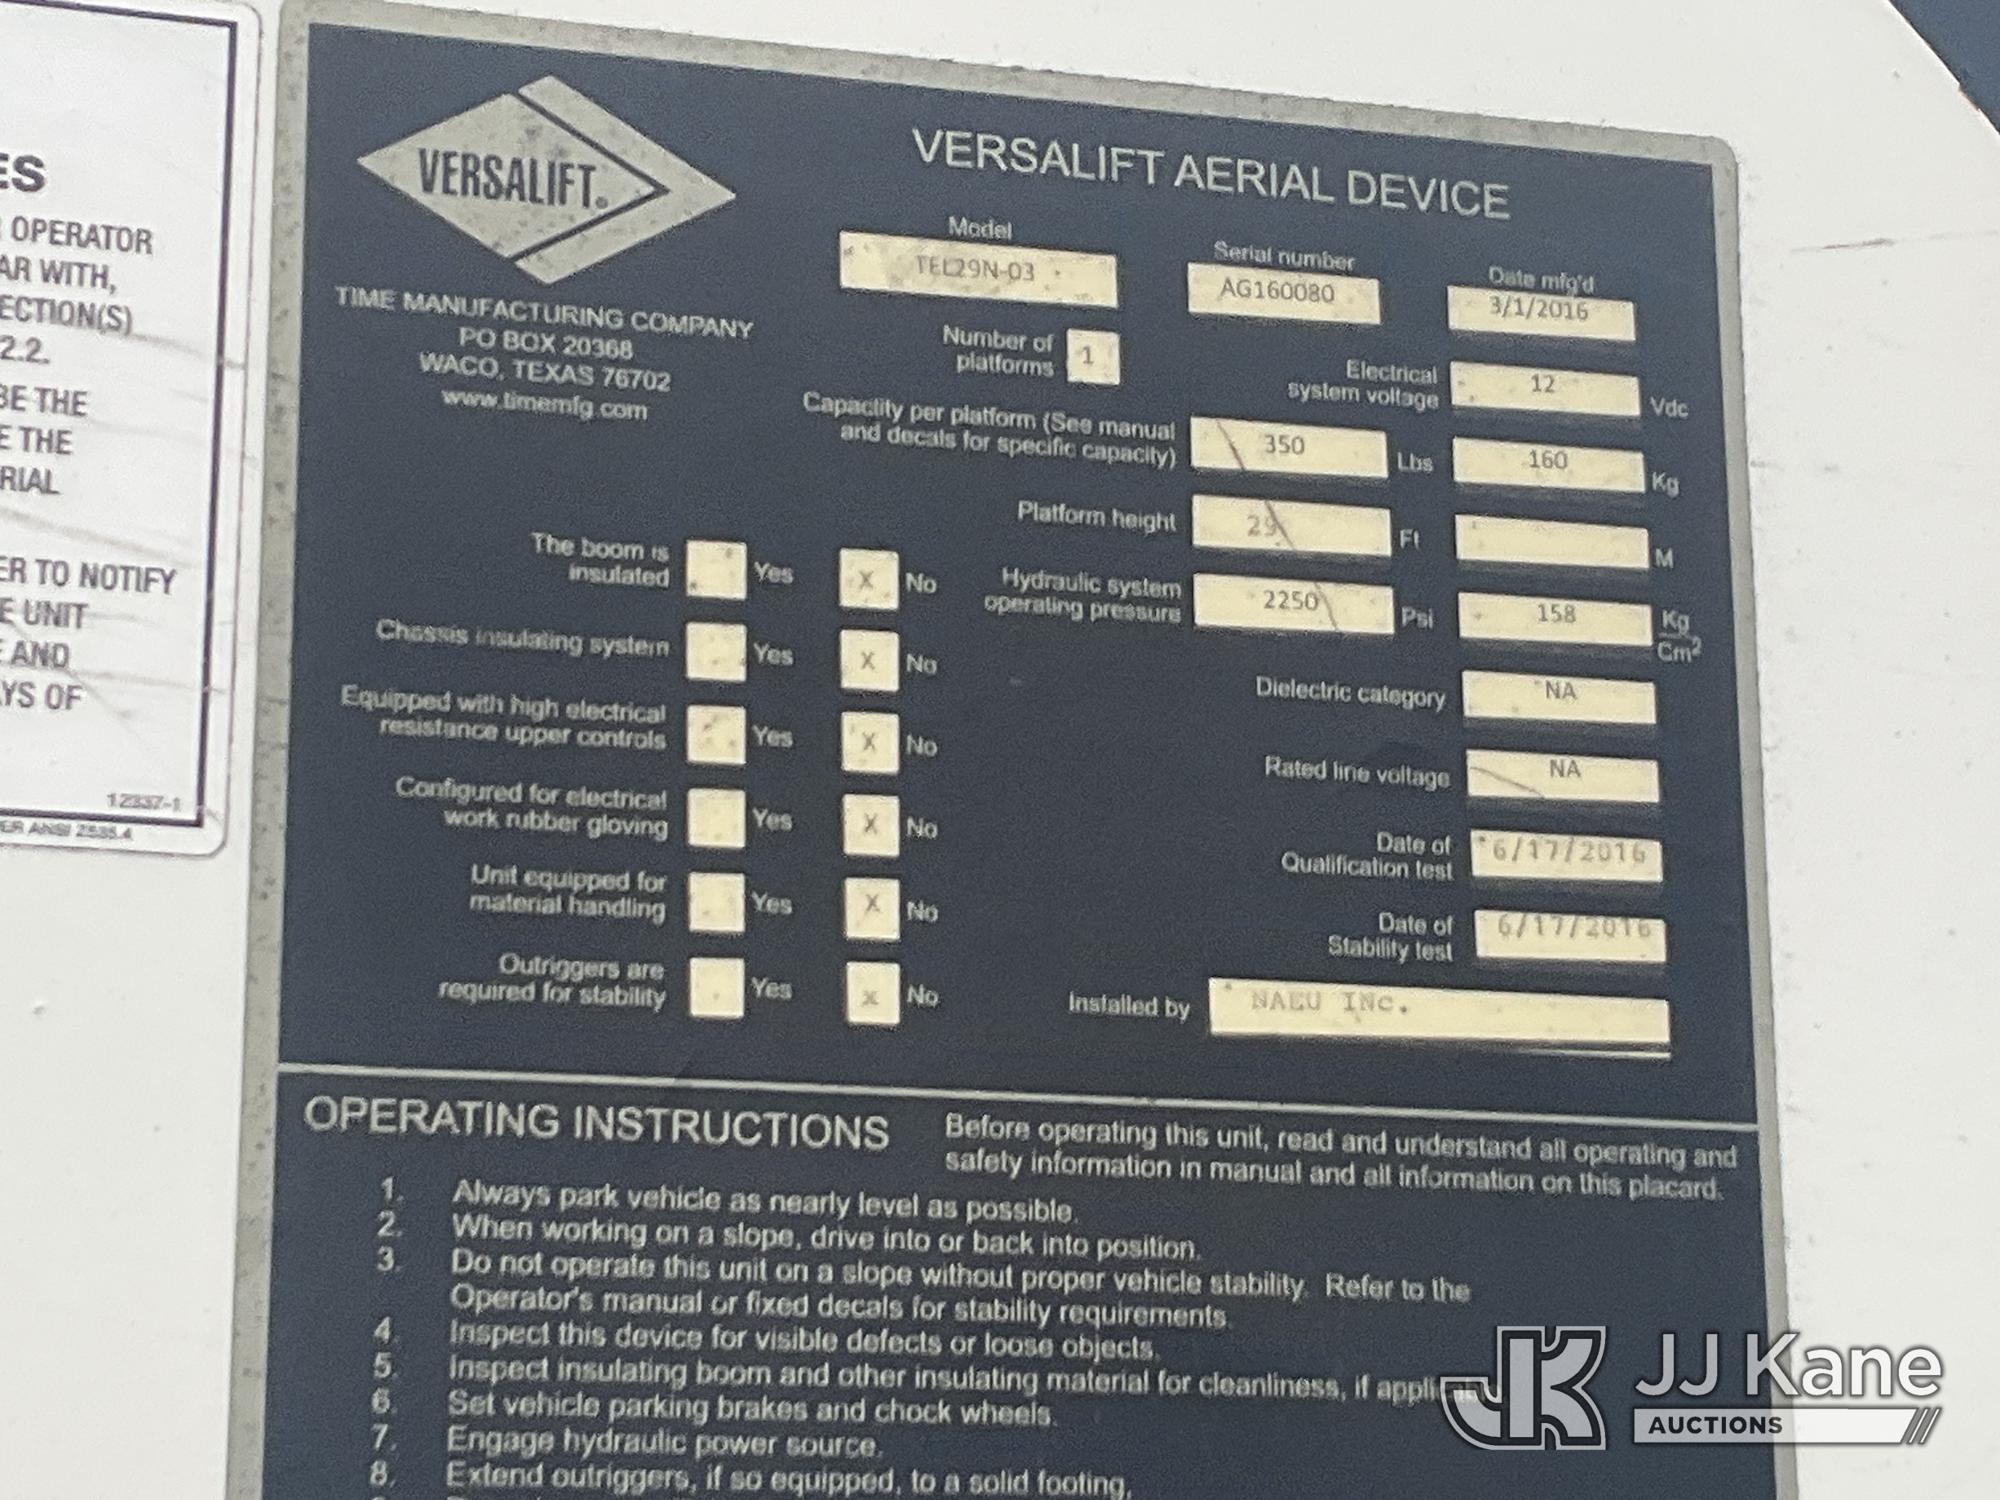 ES
OPERATOR
AR WITH,
ECTION(S)
2.2.
BE THE
E THE
RIAL
ER TO NOTIFY
E UNIT
E AND
AYS OF
12337-1
ER ANSI Z535.4
VERSALIFT®
TIME MANUFACTURING COMPANY
PO BOX 20368
WACO, TEXAS 76702
www.timemfg.com
VERSALIFT AERIAL DEVICE
Model
TEL29N-03
Serial number
AG160080
Date mfg'd
3/1/2016
Number of
platforms 1
Electrical
system voltage 12 Vdc
Capacity per platform (See manual
and decals for specific capacity) 350 Lbs 160 Kg
Platform height 29 Ft M
Hydraulic system
operating pressure 2250 Psi 158 Kg
Cm²
Dielectric category NA
Rated line voltage NA
Date of
Qualification test 6/17/2016
Date of
Stability test 6/17/2016
Installed by NAEU INc.
The boom is
insulated Yes X No
Chassis insulating system Yes X No
Equipped with high electrical
resistance upper controls Yes X No
Configured for electrical
work rubber gloving Yes X No
Unit equipped for
material handling Yes X No
Outriggers are
required for stability Yes x No
OPERATING INSTRUCTIONS
Before operating this unit, read and understand all operating and
safety information in manual and all information on this placard.
1. Always park vehicle as nearly level as possible.
2. When working on a slope, drive into or back into position.
3. Do not operate this unit on a slope without proper vehicle stability. Refer to the
Operator's manual or fixed decals for stability requirements.
4. Inspect this device for visible defects or loose objects.
5. Inspect insulating boom and other insulating material for cleanliness, if applic
6. Set vehicle parking brakes and chock wheels.
7. Engage hydraulic power source.
8. Extend outriggers, if so equipped, to a solid footing,
JK JJ Kane
AUCTIONS